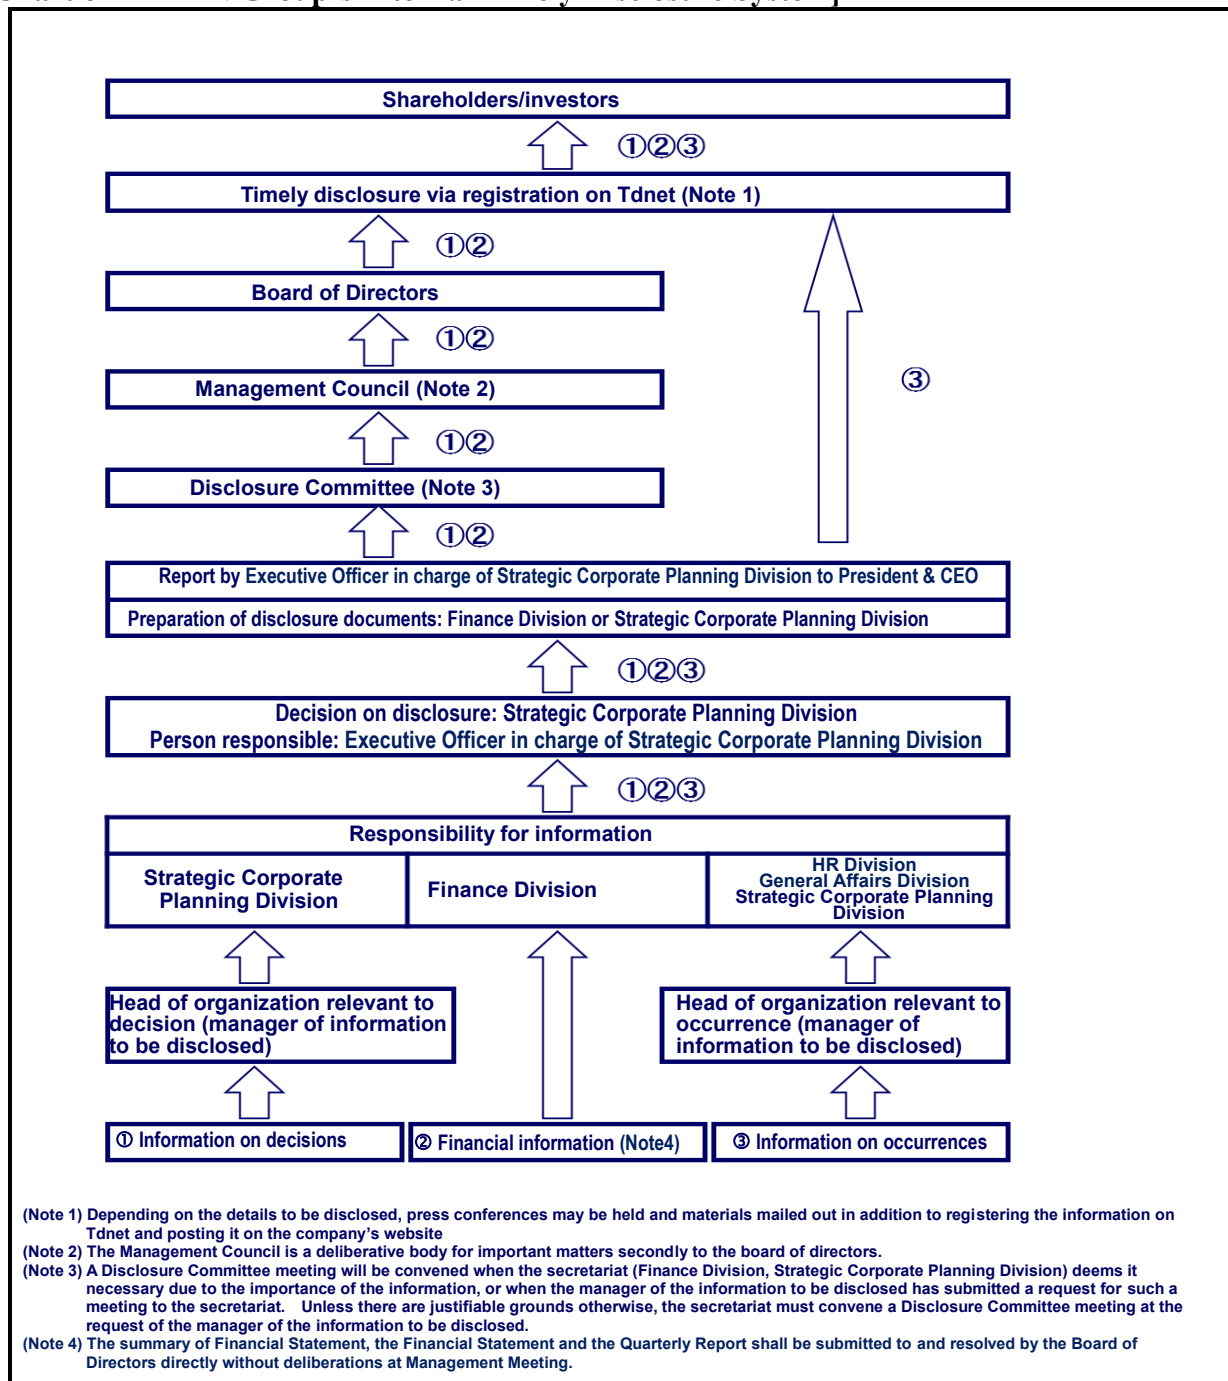 Shareholders/investors
①②③
Timely disclosure via registration on Tdnet (Note 1)
①②
Board of Directors
①②
③
Management Council (Note 2)
①②
Disclosure Committee (Note 3)
①②
Report by Executive Officer in charge of Strategic Corporate Planning Division to President & CEO
Preparation of disclosure documents: Finance Division or Strategic Corporate Planning Division
①②③
Decision on disclosure: Strategic Corporate Planning Division
Person responsible: Executive Officer in charge of Strategic Corporate Planning Division
①②③
Responsibility for information
Strategic Corporate
Planning Division
Finance Division
HR Division
General Affairs Division
Strategic Corporate Planning
Division
Head of organization relevant to
decision (manager of information
to be disclosed)
Head of organization relevant to
occurrence (manager of
information to be disclosed)
① Information on decisions
② Financial information (Note4)
③ Information on occurrences
(Note 1) Depending on the details to be disclosed, press conferences may be held and materials mailed out in addition to registering the information on
Tdnet and posting it on the company's website
(Note 2) The Management Council is a deliberative body for important matters secondly to the board of directors.
(Note 3) A Disclosure Committee meeting will be convened when the secretariat (Finance Division, Strategic Corporate Planning Division) deems it
necessary due to the importance of the information, or when the manager of the information to be disclosed has submitted a request for such a
meeting to the secretariat. Unless there are justifiable grounds otherwise, the secretariat must convene a Disclosure Committee meeting at the
request of the manager of the information to be disclosed.
(Note 4) The summary of Financial Statement, the Financial Statement and the Quarterly Report shall be submitted to and resolved by the Board of
Directors directly without deliberations at Management Meeting.